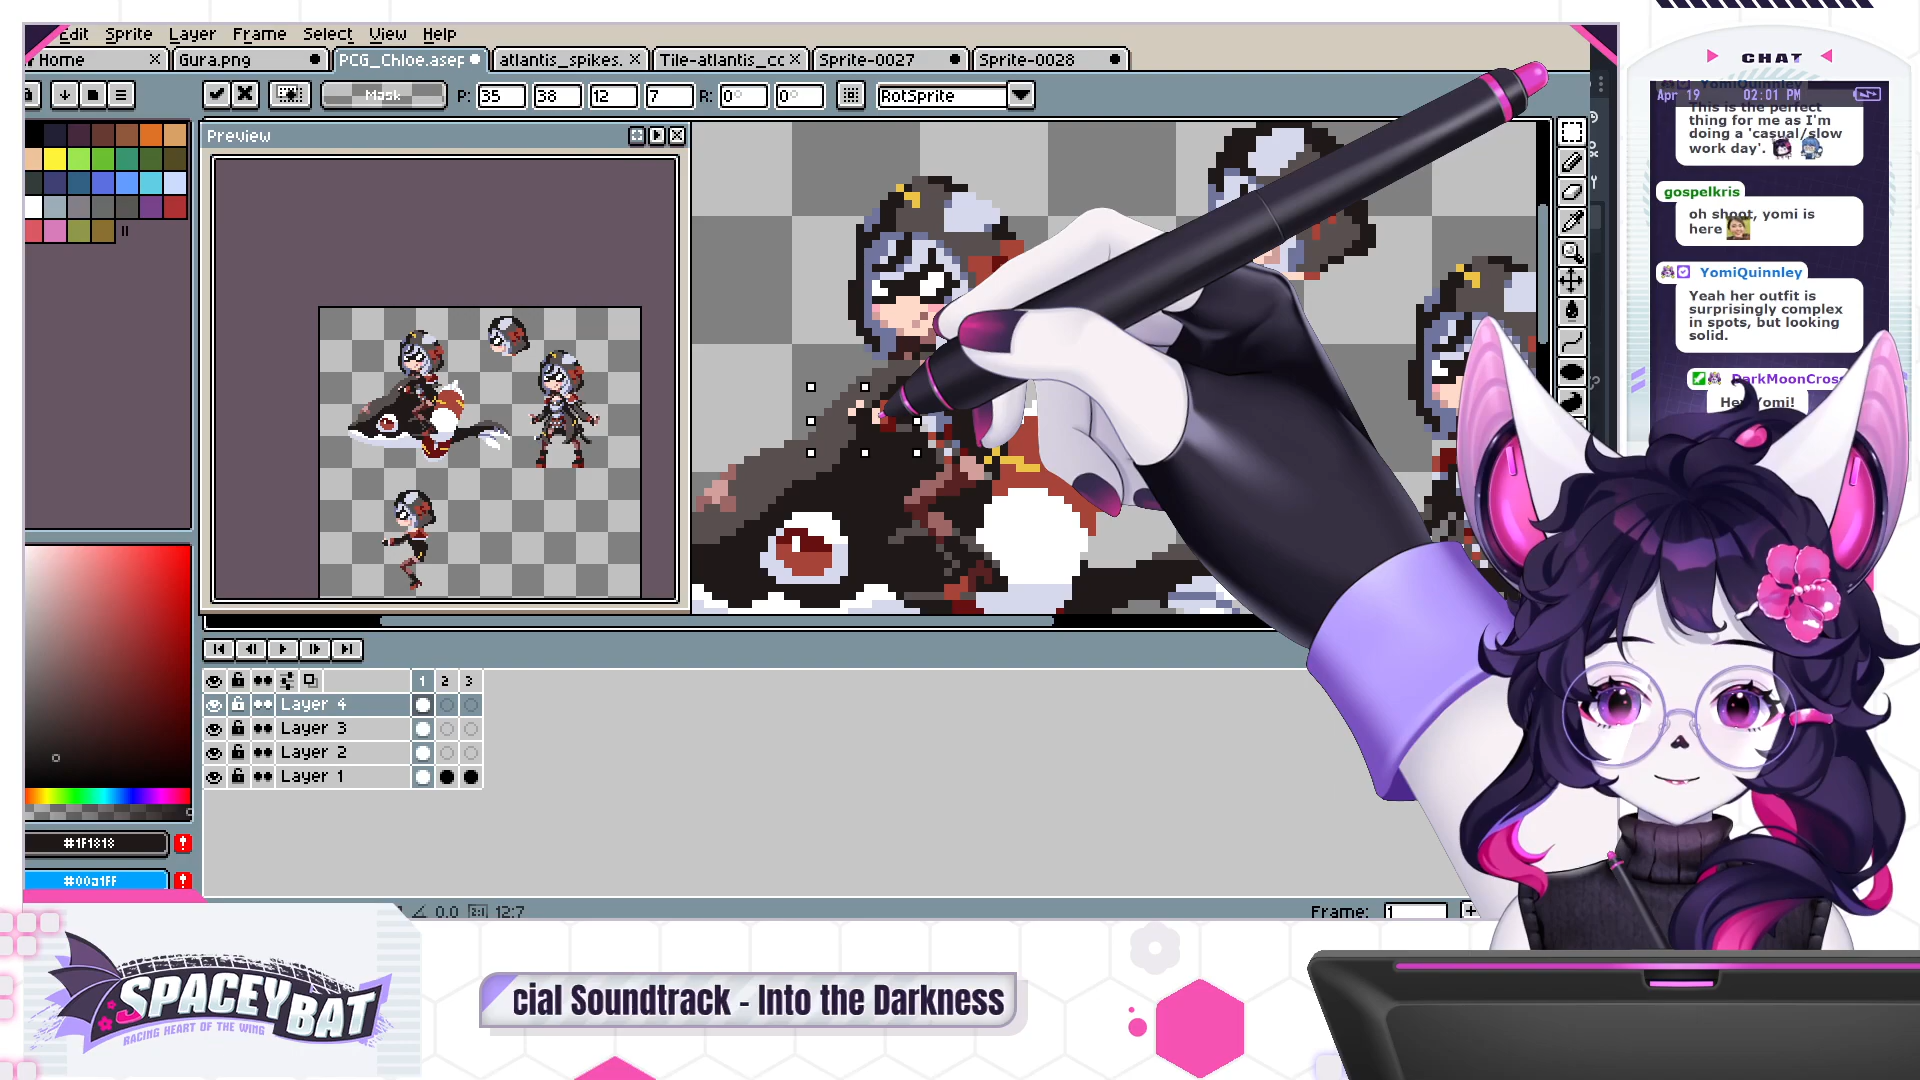 Edit Sprite Layer Frame Select View Help
Home
Gura.png
PCG_Chloe.asep
atlantis_spikes.
Tile-atlantis_cc
Sprite-0027
Sprite-0028
Mask
P: 35 38 12 7 R: 0° 0°
RotSprite
Preview
1 2 3
Layer 4
Layer 3
Layer 2
Layer 1
#1F1818
#00a1FF
0.0 12:7
Frame: 1
CHAT
Apr 19 02:01 PM
YomiQuinnley
This is the perfect
thing for me as I'm
doing a 'casual/slow
work day'.
gospelkris
oh shoot, yomi is
here
YomiQuinnley
Yeah her outfit is
surprisingly complex
in spots, but looking
solid.
DarkMoonCros
Hey Yomi!
SPACEYBAT
RACING HEART OF THE WING
cial Soundtrack - Into the Darkness